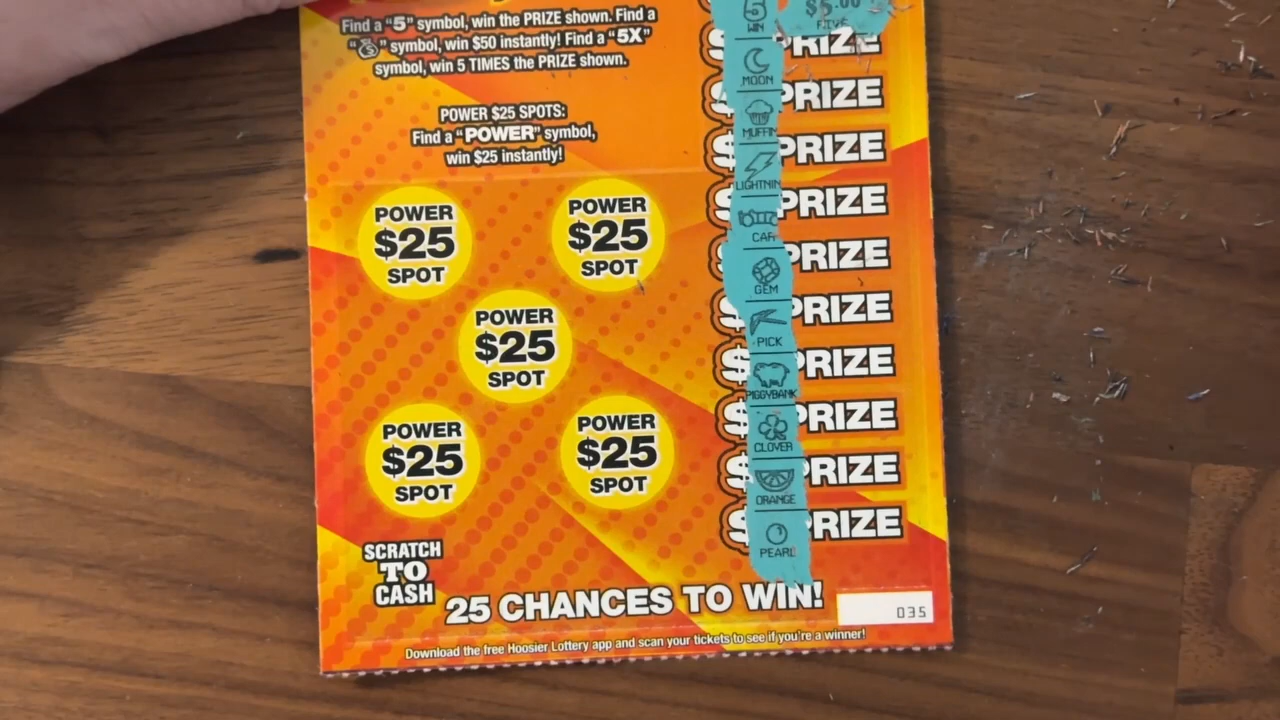 Find a "5" symbol, win the PRIZE shown. Find a
" " symbol, win $50 instantly! Find a "5X"
symbol, win 5 TIMES the PRIZE shown.
POWER $25 SPOTS:
Find a "POWER" symbol,
win $25 instantly!
POWER
$25
SPOT
POWER
$25
SPOT
POWER
$25
SPOT
POWER
$25
SPOT
POWER
$25
SPOT
SCRATCH
TO
CASH
5
WIN
$5.00
FIVE
$ PRIZE
MOON
$ PRIZE
MUFFIN
$ PRIZE
LIGHTNIN
$ PRIZE
CAR
$ PRIZE
GEM
$ PRIZE
PICK
$ PRIZE
PIGGYBANK
$ PRIZE
CLOVER
$ PRIZE
ORANGE
$ PRIZE
PEARL
25 CHANCES TO WIN!
035
Download the free Hoosier Lottery app and scan your tickets to see if you're a winner!